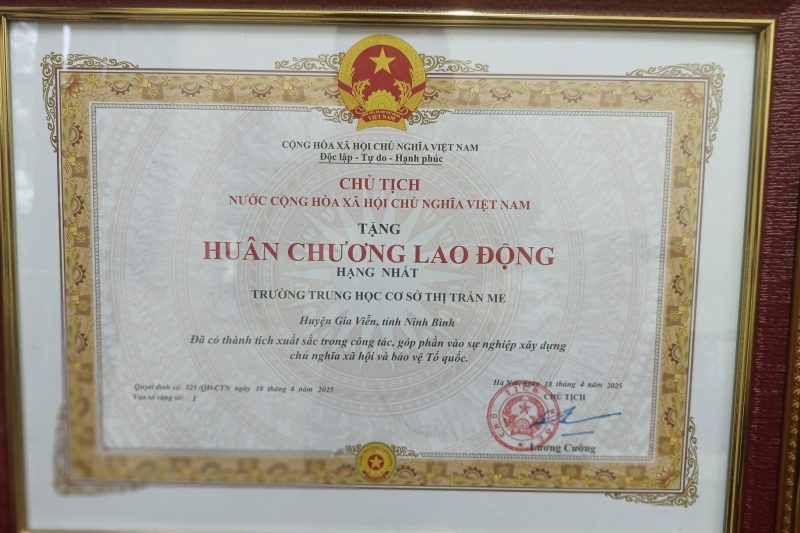 VIỆT NAM
CỘNG HÒA XÃ HỘI CHỦ NGHĨA VIỆT NAM
Độc lập - Tự do - Hạnh phúc
CHỦ TỊCH
NƯỚC CỘNG HÒA XÃ HỘI CHỦ NGHĨA VIỆT NAM
TẶNG
HUÂN CHƯƠNG LAO ĐỘNG
HẠNG NHẤT
TRƯỜNG TRUNG HỌC CƠ SỞ THỊ TRẤN ME
Huyện Gia Viễn, tỉnh Ninh Bình
Đã có thành tích xuất sắc trong công tác, góp phần vào sự nghiệp xây dựng
chủ nghĩa xã hội và bảo vệ Tổ quốc.
Quyết định số: 525 /QĐ-CTN ngày 18 tháng 4 năm 2025
Vào sổ vàng số: 1
Hà Nội, ngày 18 tháng 4 năm 2025
CHỦ TỊCH
CHỦ TỊCH NƯỚC
Lương Cường